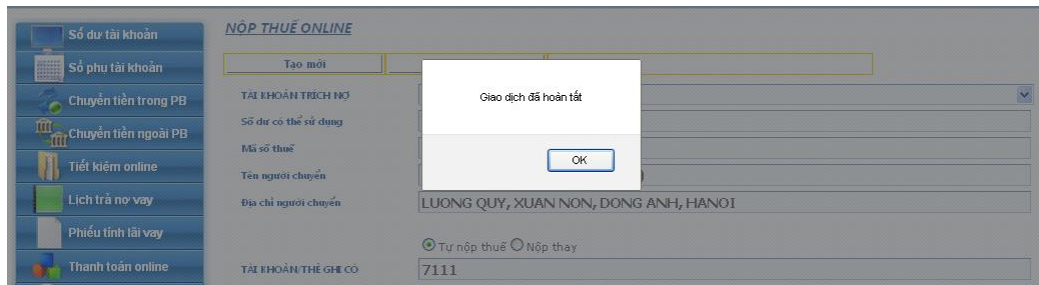 Số dư tài khoản
Sổ phụ tài khoản
Chuyển tiền trong PB
Chuyển tiền ngoài PB
Tiết kiệm online
Lịch trả nợ vay
Phiếu tính lãi vay
Thanh toán online
NỘP THUẾ ONLINE
Tạo mới
TÀI KHOẢN TRÍCH NỢ
Số dư có thể sử dụng
Mã số thuế
Tên người chuyển
Địa chỉ người chuyển
LUONG QUY, XUAN NON, DONG ANH, HANOI
Tự nộp thuế Nộp thay
TÀI KHOẢN/THẺ GHI CÓ
7111
Giao dịch đã hoàn tất
OK